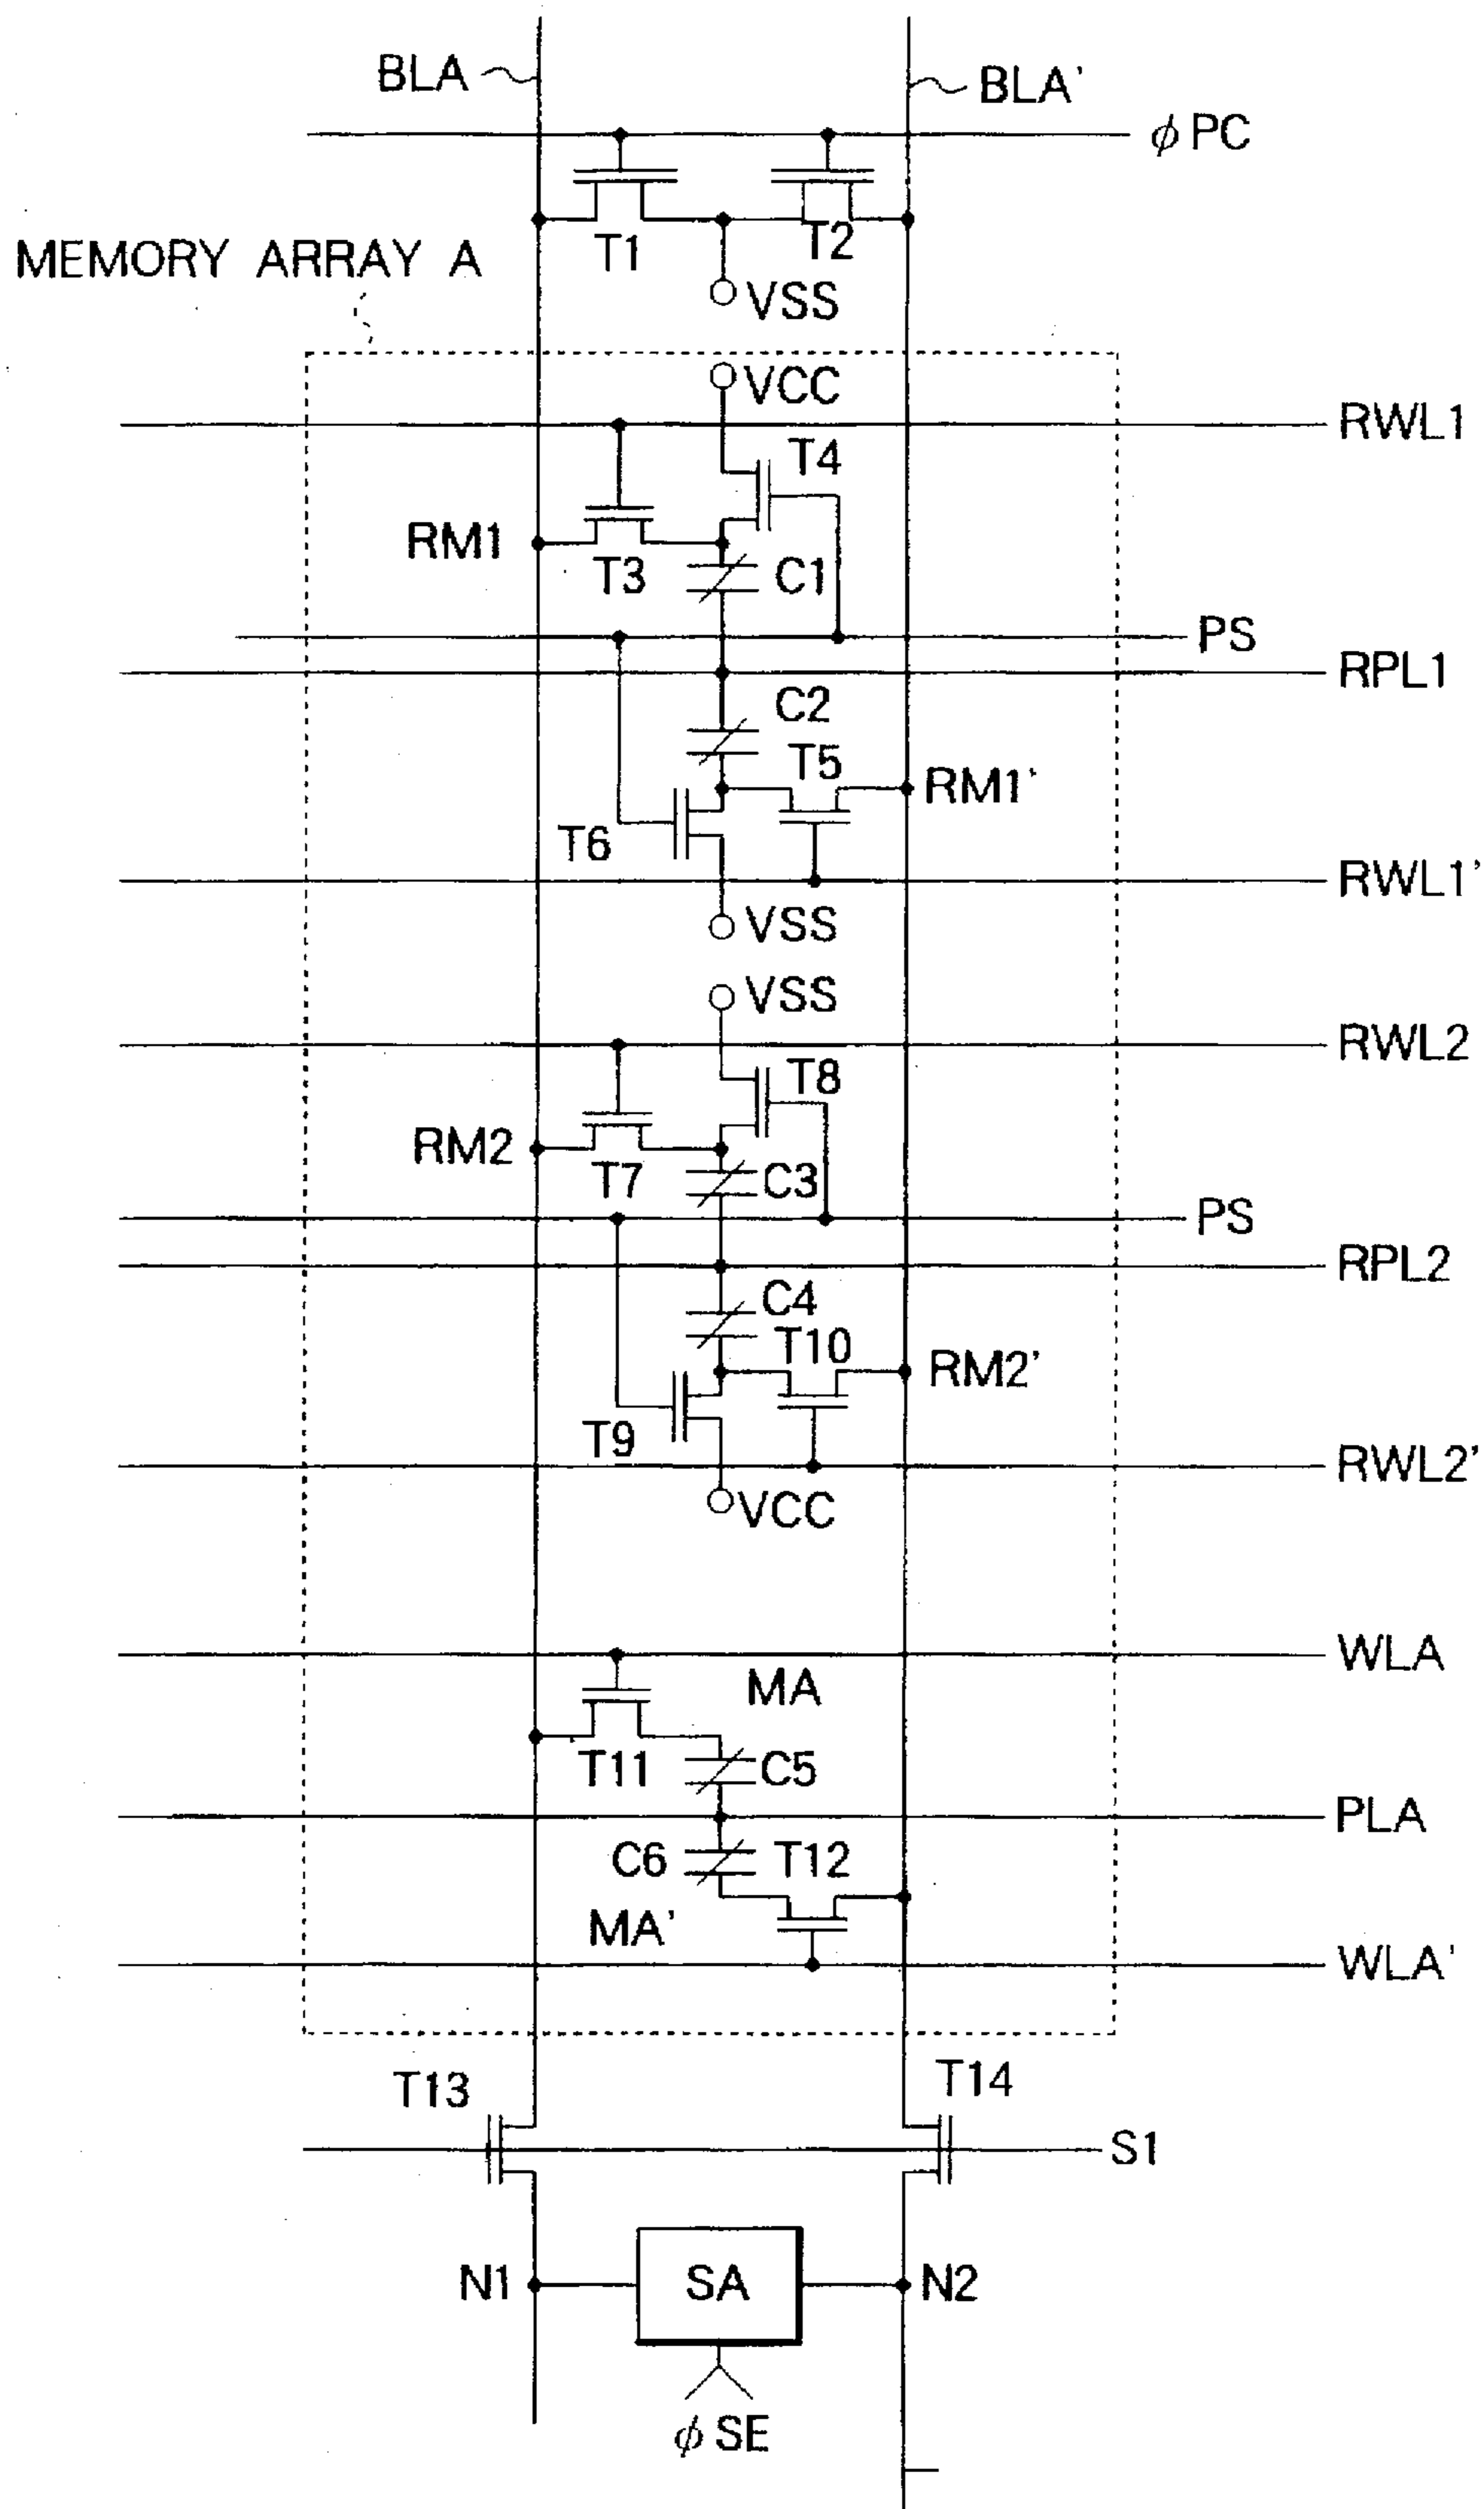 BLA
BLA'
φPC
T1
T2
MEMORY ARRAY A
VSS
VCC
RWL1
T4
RM1
T3
C1
PS
RPL1
C2
T5
RM1'
T6
RWL1'
VSS
VSS
RWL2
T8
RM2
T7
C3
PS
RPL2
C4
T10
RM2'
T9
RWL2'
VCC
WLA
MA
T11
C5
PLA
C6
T12
MA'
WLA'
T13
T14
S1
N1
SA
N2
φSE